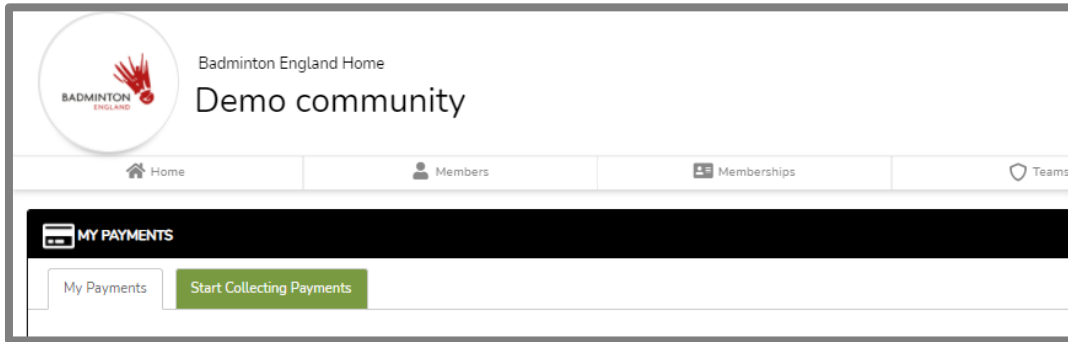 BADMINTON
ENGLAND
Badminton England Home
Demo community
Home
Members
Memberships
Teams
MY PAYMENTS
My Payments
Start Collecting Payments